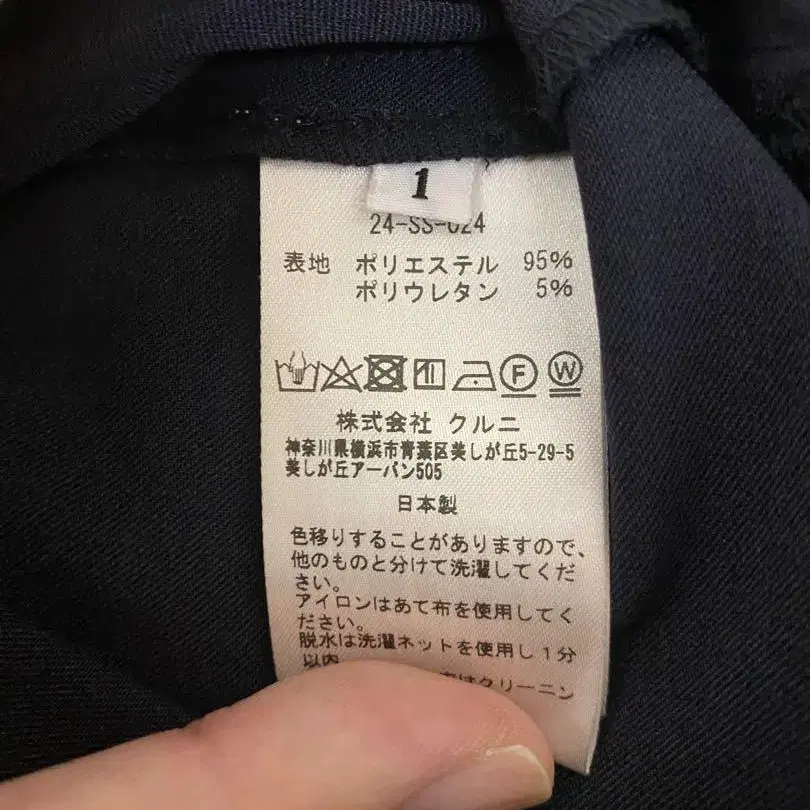 1
24-SS-024
表地 ポリエステル 95%
ポリウレタン 5%
F W
株式会社 クルニ
神奈川県横浜市青葉区美しが丘5-29-5
美しが丘アーバン505
日本製
色移りすることがありますので、
他のものと分けて洗濯してくだ
さい。
アイロンはあて布を使用してく
ださい。
脱水は洗濯ネットを使用し1分
以内
はクリーニン